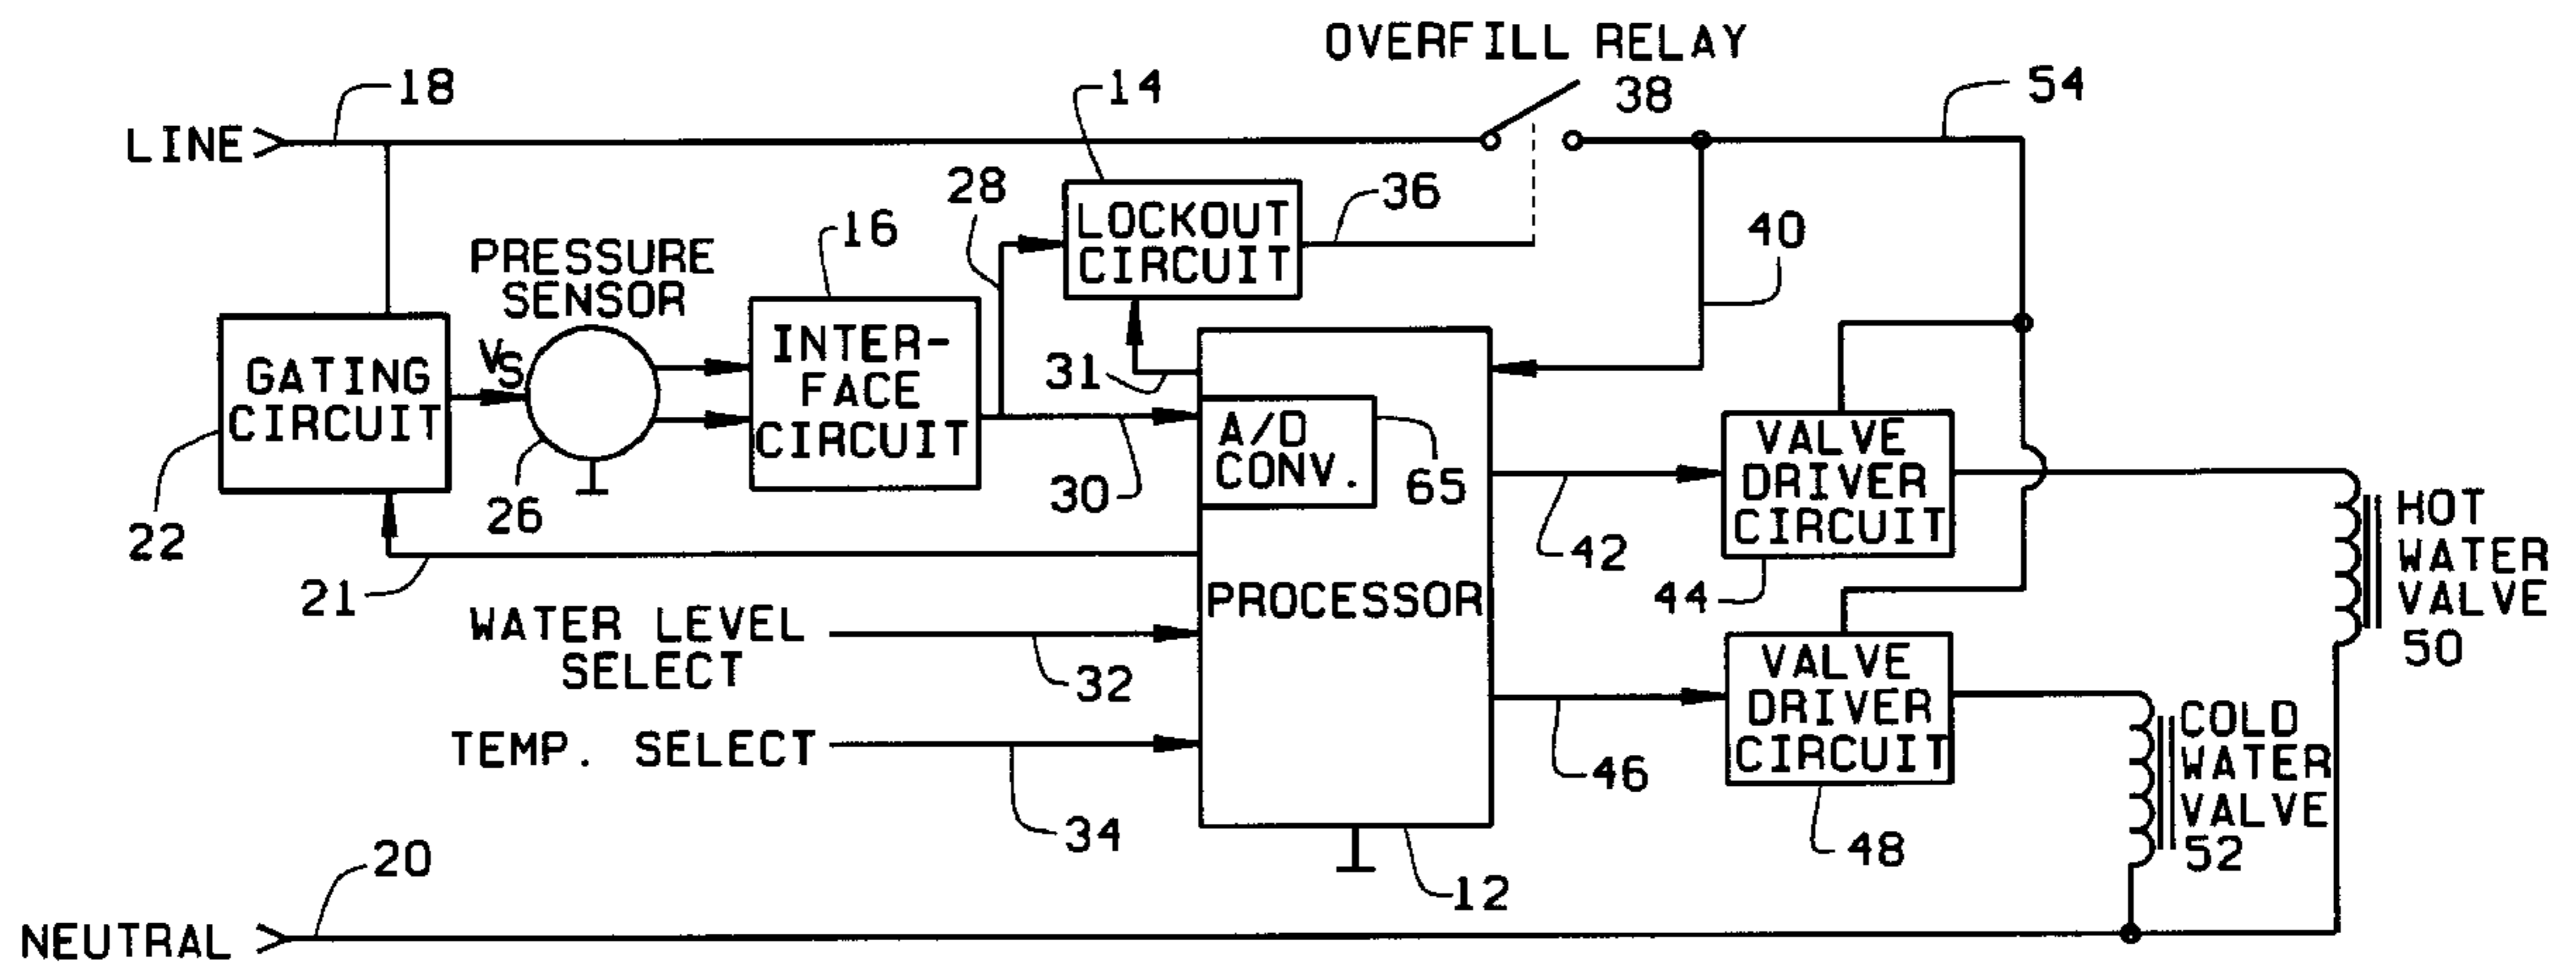 OVERFILL RELAY
38
18
14
54
LINE
28
36
16
LOCKOUT
CIRCUIT
40
PRESSURE
SENSOR
VS
INTER-
FACE
CIRCUIT
GATING
CIRCUIT
31
A/D
CONV.
65
VALVE
DRIVER
CIRCUIT
22
26
30
42
44
HOT
WATER
VALVE
50
21
PROCESSOR
WATER LEVEL
SELECT
32
VALVE
DRIVER
CIRCUIT
TEMP. SELECT
34
46
48
COLD
WATER
VALVE
52
20
12
NEUTRAL